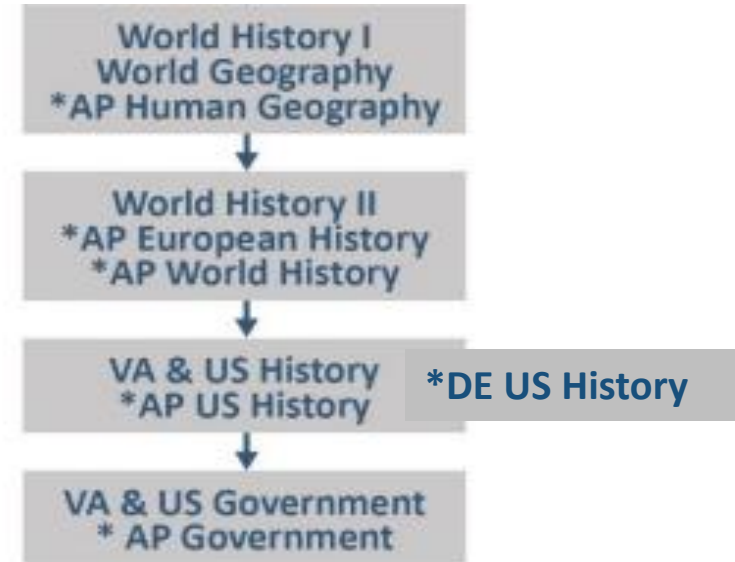 World History I
World Geography
*AP Human Geography
World History II
*AP European History
*AP World History
VA & US History
*AP US History
*DE US History
VA & US Government
* AP Government